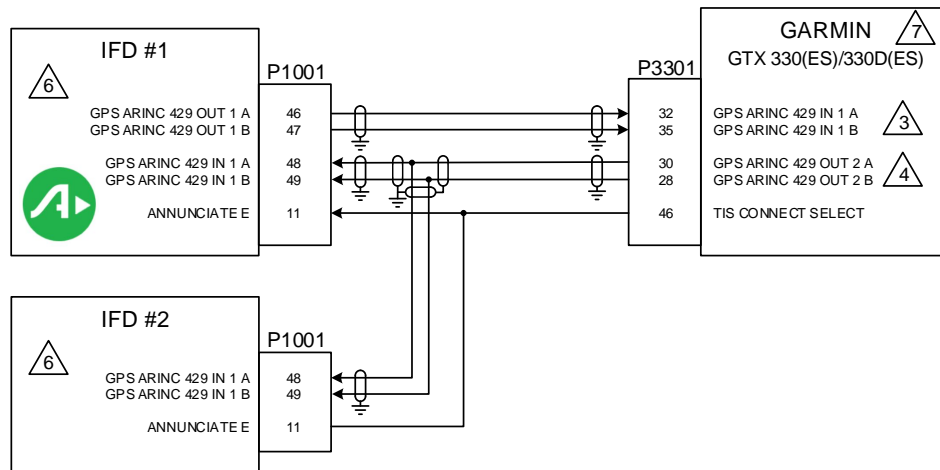 IFD #1
6
P1001
GPS ARINC 429 OUT 1 A 46
GPS ARINC 429 OUT 1 B 47
GPS ARINC 429 IN 1 A 48
GPS ARINC 429 IN 1 B 49
ANNUNCIATE E 11
GARMIN 7
GTX 330(ES)/330D(ES)
P3301
32 GPS ARINC 429 IN 1 A
35 GPS ARINC 429 IN 1 B
3
30 GPS ARINC 429 OUT 2 A
28 GPS ARINC 429 OUT 2 B
4
46 TIS CONNECT SELECT
IFD #2
6
P1001
GPS ARINC 429 IN 1 A 48
GPS ARINC 429 IN 1 B 49
ANNUNCIATE E 11